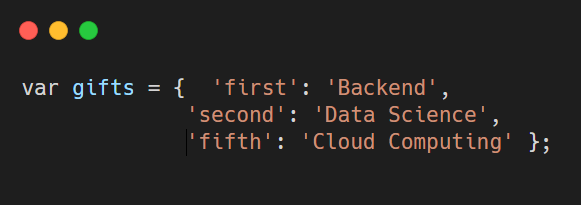 var gifts = {  'first': 'Backend',
'second': 'Data Science',
'fifth': 'Cloud Computing' };